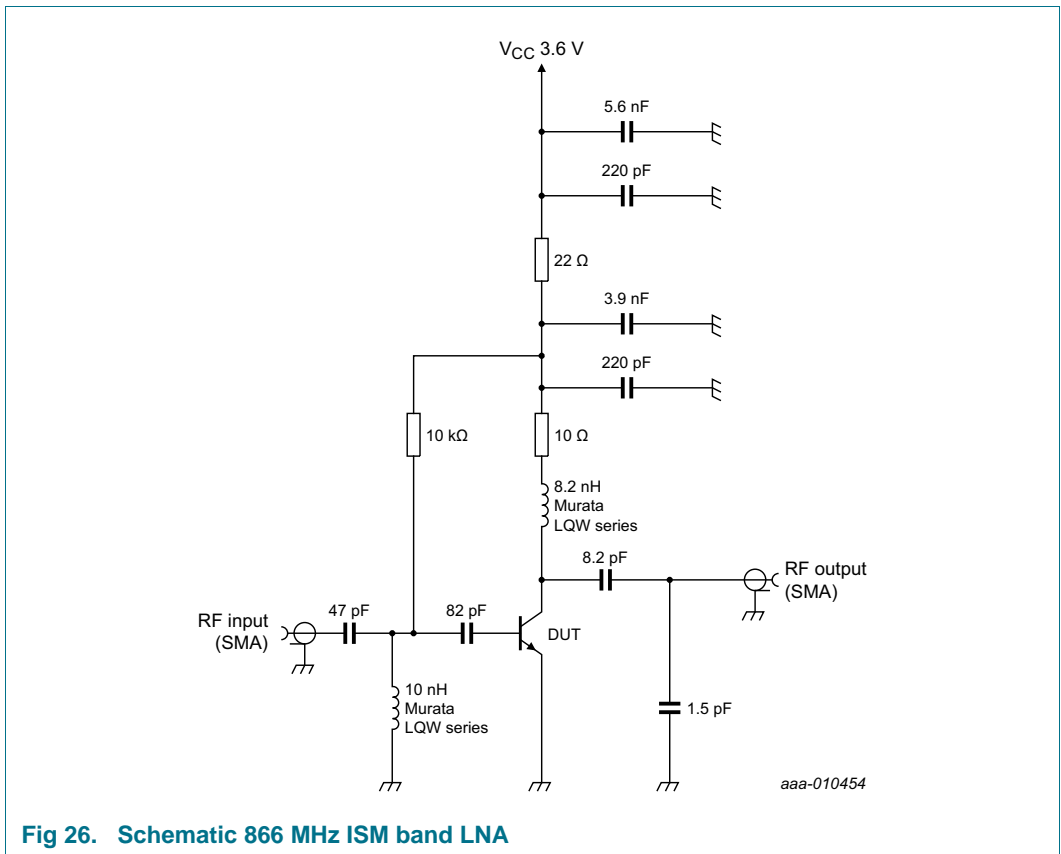 VCC 3.6 V
5.6 nF
220 pF
22 Ω
3.9 nF
220 pF
10 kΩ
10 Ω
8.2 nH
Murata
LQW series
8.2 pF
RF output
(SMA)
RF input
(SMA)
47 pF
82 pF
DUT
10 nH
Murata
LQW series
1.5 pF
aaa-010454
Fig 26. Schematic 866 MHz ISM band LNA